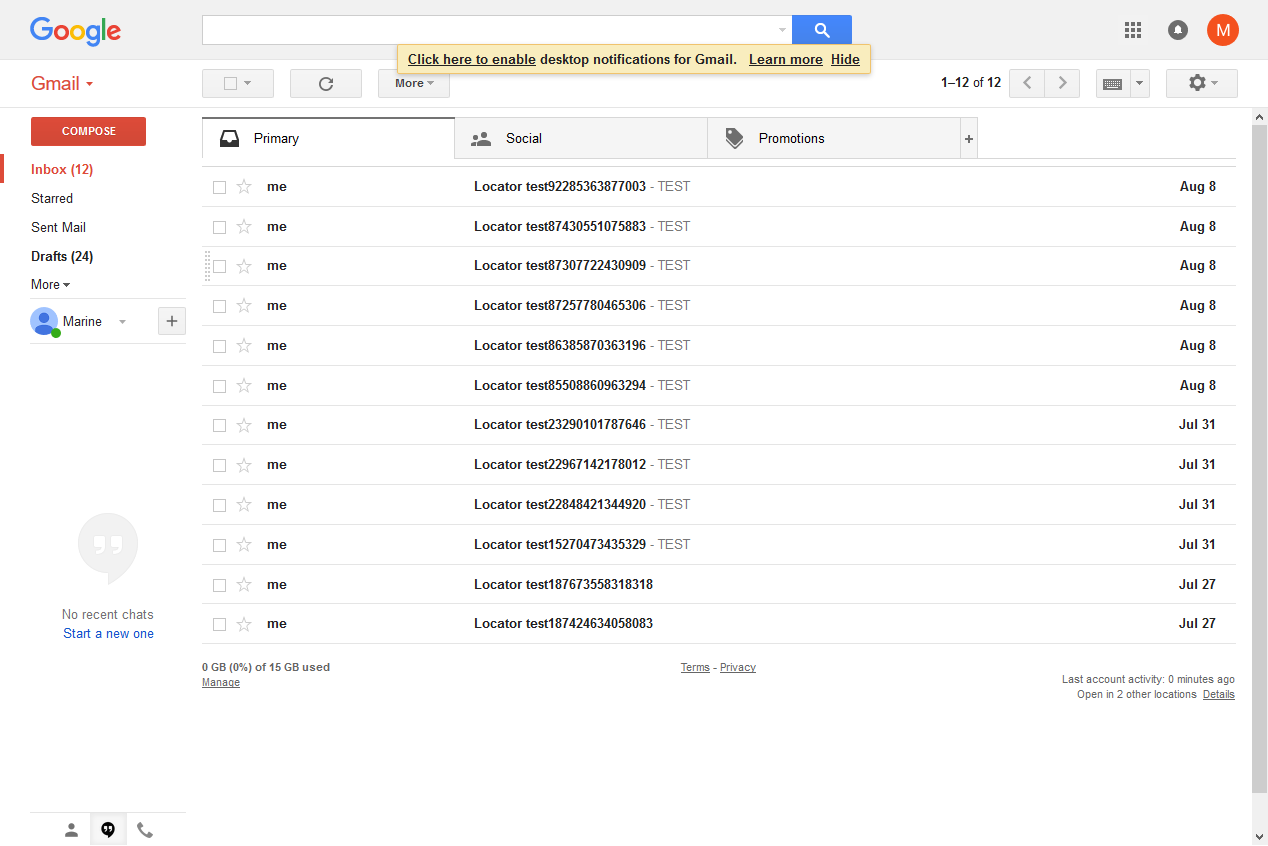 Google
M
Click here to enable desktop notifications for Gmail. Learn more Hide
Gmail
More
1–12 of 12
COMPOSE
Primary
Social
Promotions
+
Inbox (12)
Starred
Sent Mail
Drafts (24)
More
Marine
+
me Locator test92285363877003 - TEST Aug 8
me Locator test87430551075883 - TEST Aug 8
me Locator test87307722430909 - TEST Aug 8
me Locator test87257780465306 - TEST Aug 8
me Locator test86385870363196 - TEST Aug 8
me Locator test85508860963294 - TEST Aug 8
me Locator test23290101787646 - TEST Jul 31
me Locator test22967142178012 - TEST Jul 31
me Locator test22848421344920 - TEST Jul 31
me Locator test15270473435329 - TEST Jul 31
me Locator test187673558318318 Jul 27
me Locator test187424634058083 Jul 27
No recent chats
Start a new one
0 GB (0%) of 15 GB used
Manage
Terms - Privacy
Last account activity: 0 minutes ago
Open in 2 other locations Details